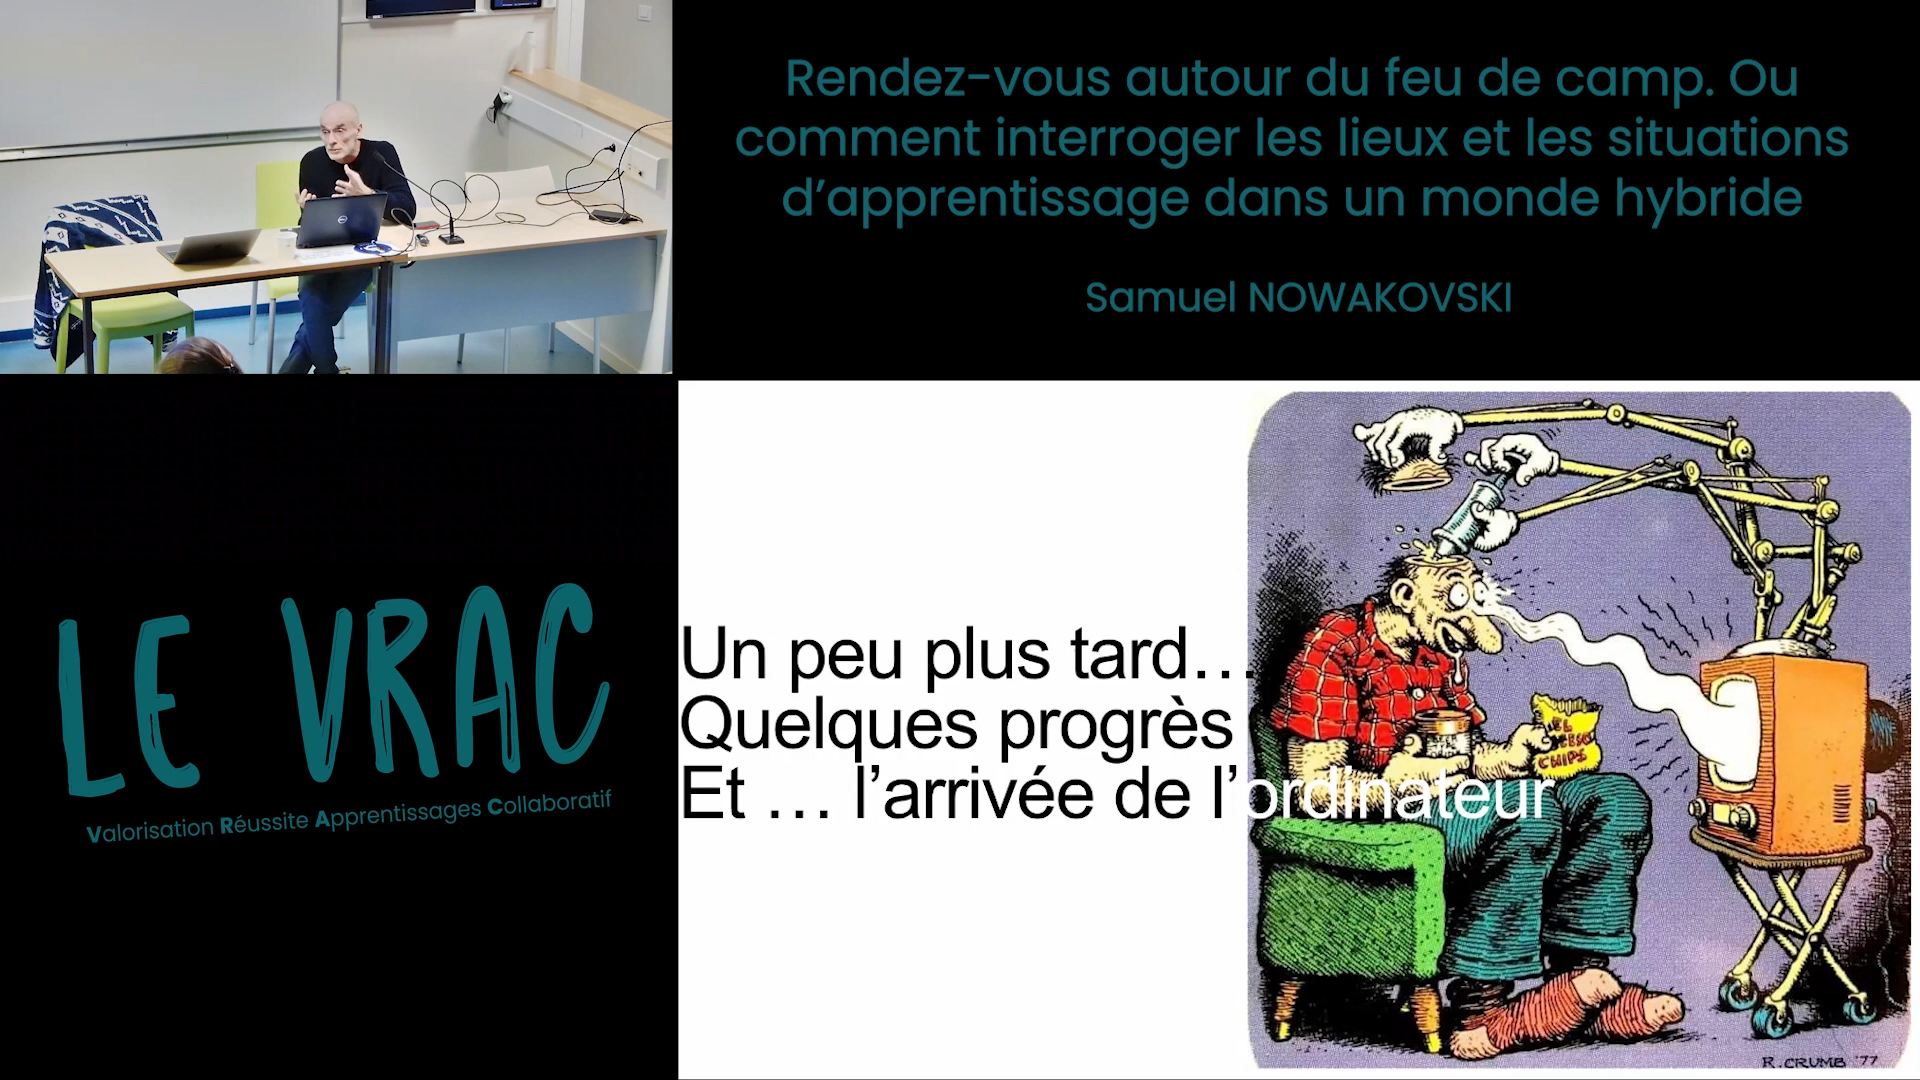 Rendez-vous autour du feu de camp. Ou
comment interroger les lieux et les situations
d’apprentissage dans un monde hybride
Samuel NOWAKOVSKI
LE VRAC
Valorisation Réussite Apprentissages Collaboratif
Un peu plus tard…
Quelques progrès
Et … l’arrivée de l’ordinateur
EL
CHIPS
R. CRUMB '77